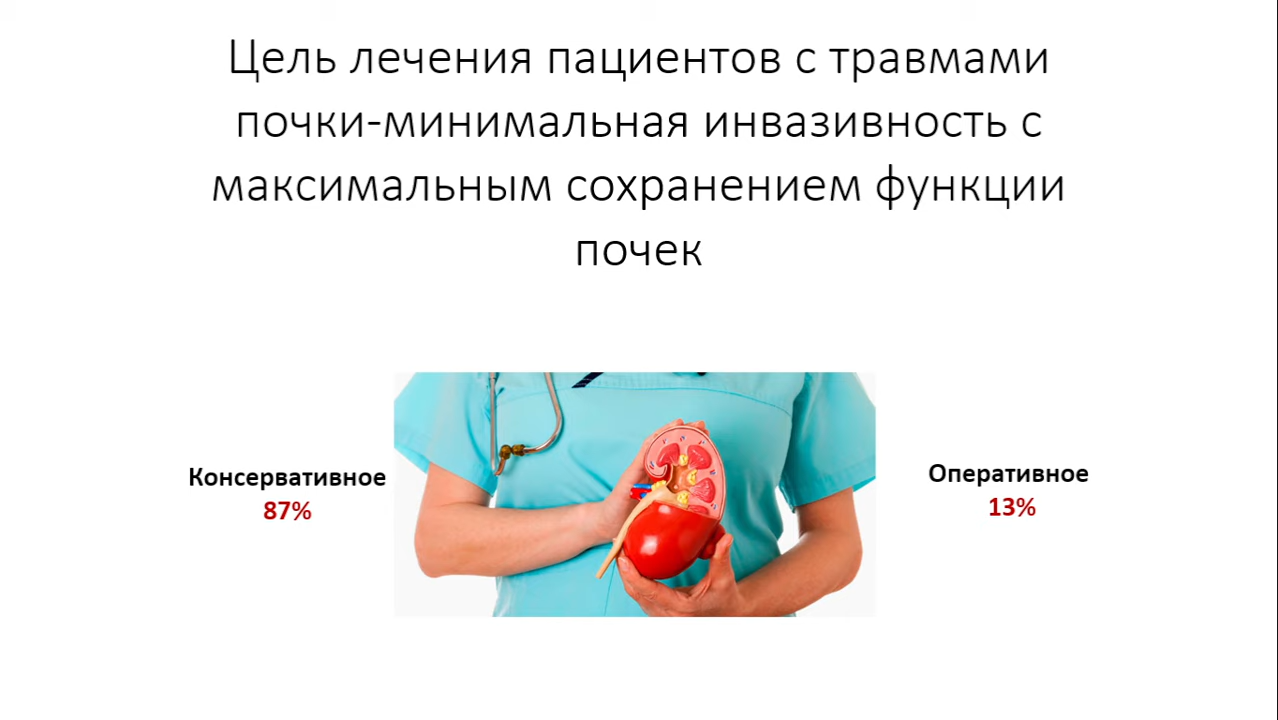 Цель лечения пациентов с травмами
почки-минимальная инвазивность с
максимальным сохранением функции
почек
Консервативное
87%
Оперативное
13%